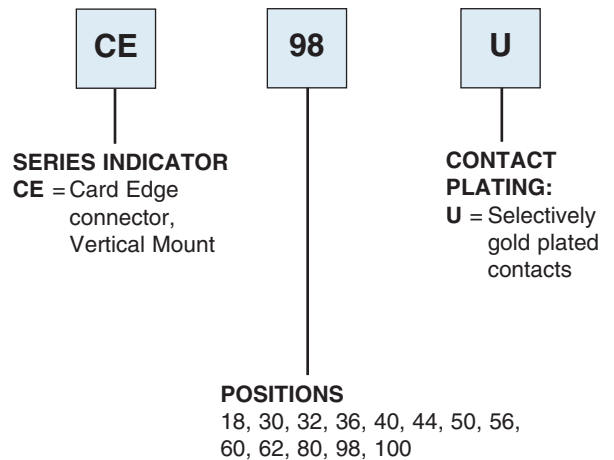 CE
98
U
SERIES INDICATOR
CE = Card Edge
connector,
Vertical Mount
CONTACT
PLATING:
U = Selectively
gold plated
contacts
POSITIONS
18, 30, 32, 36, 40, 44, 50, 56,
60, 62, 80, 98, 100